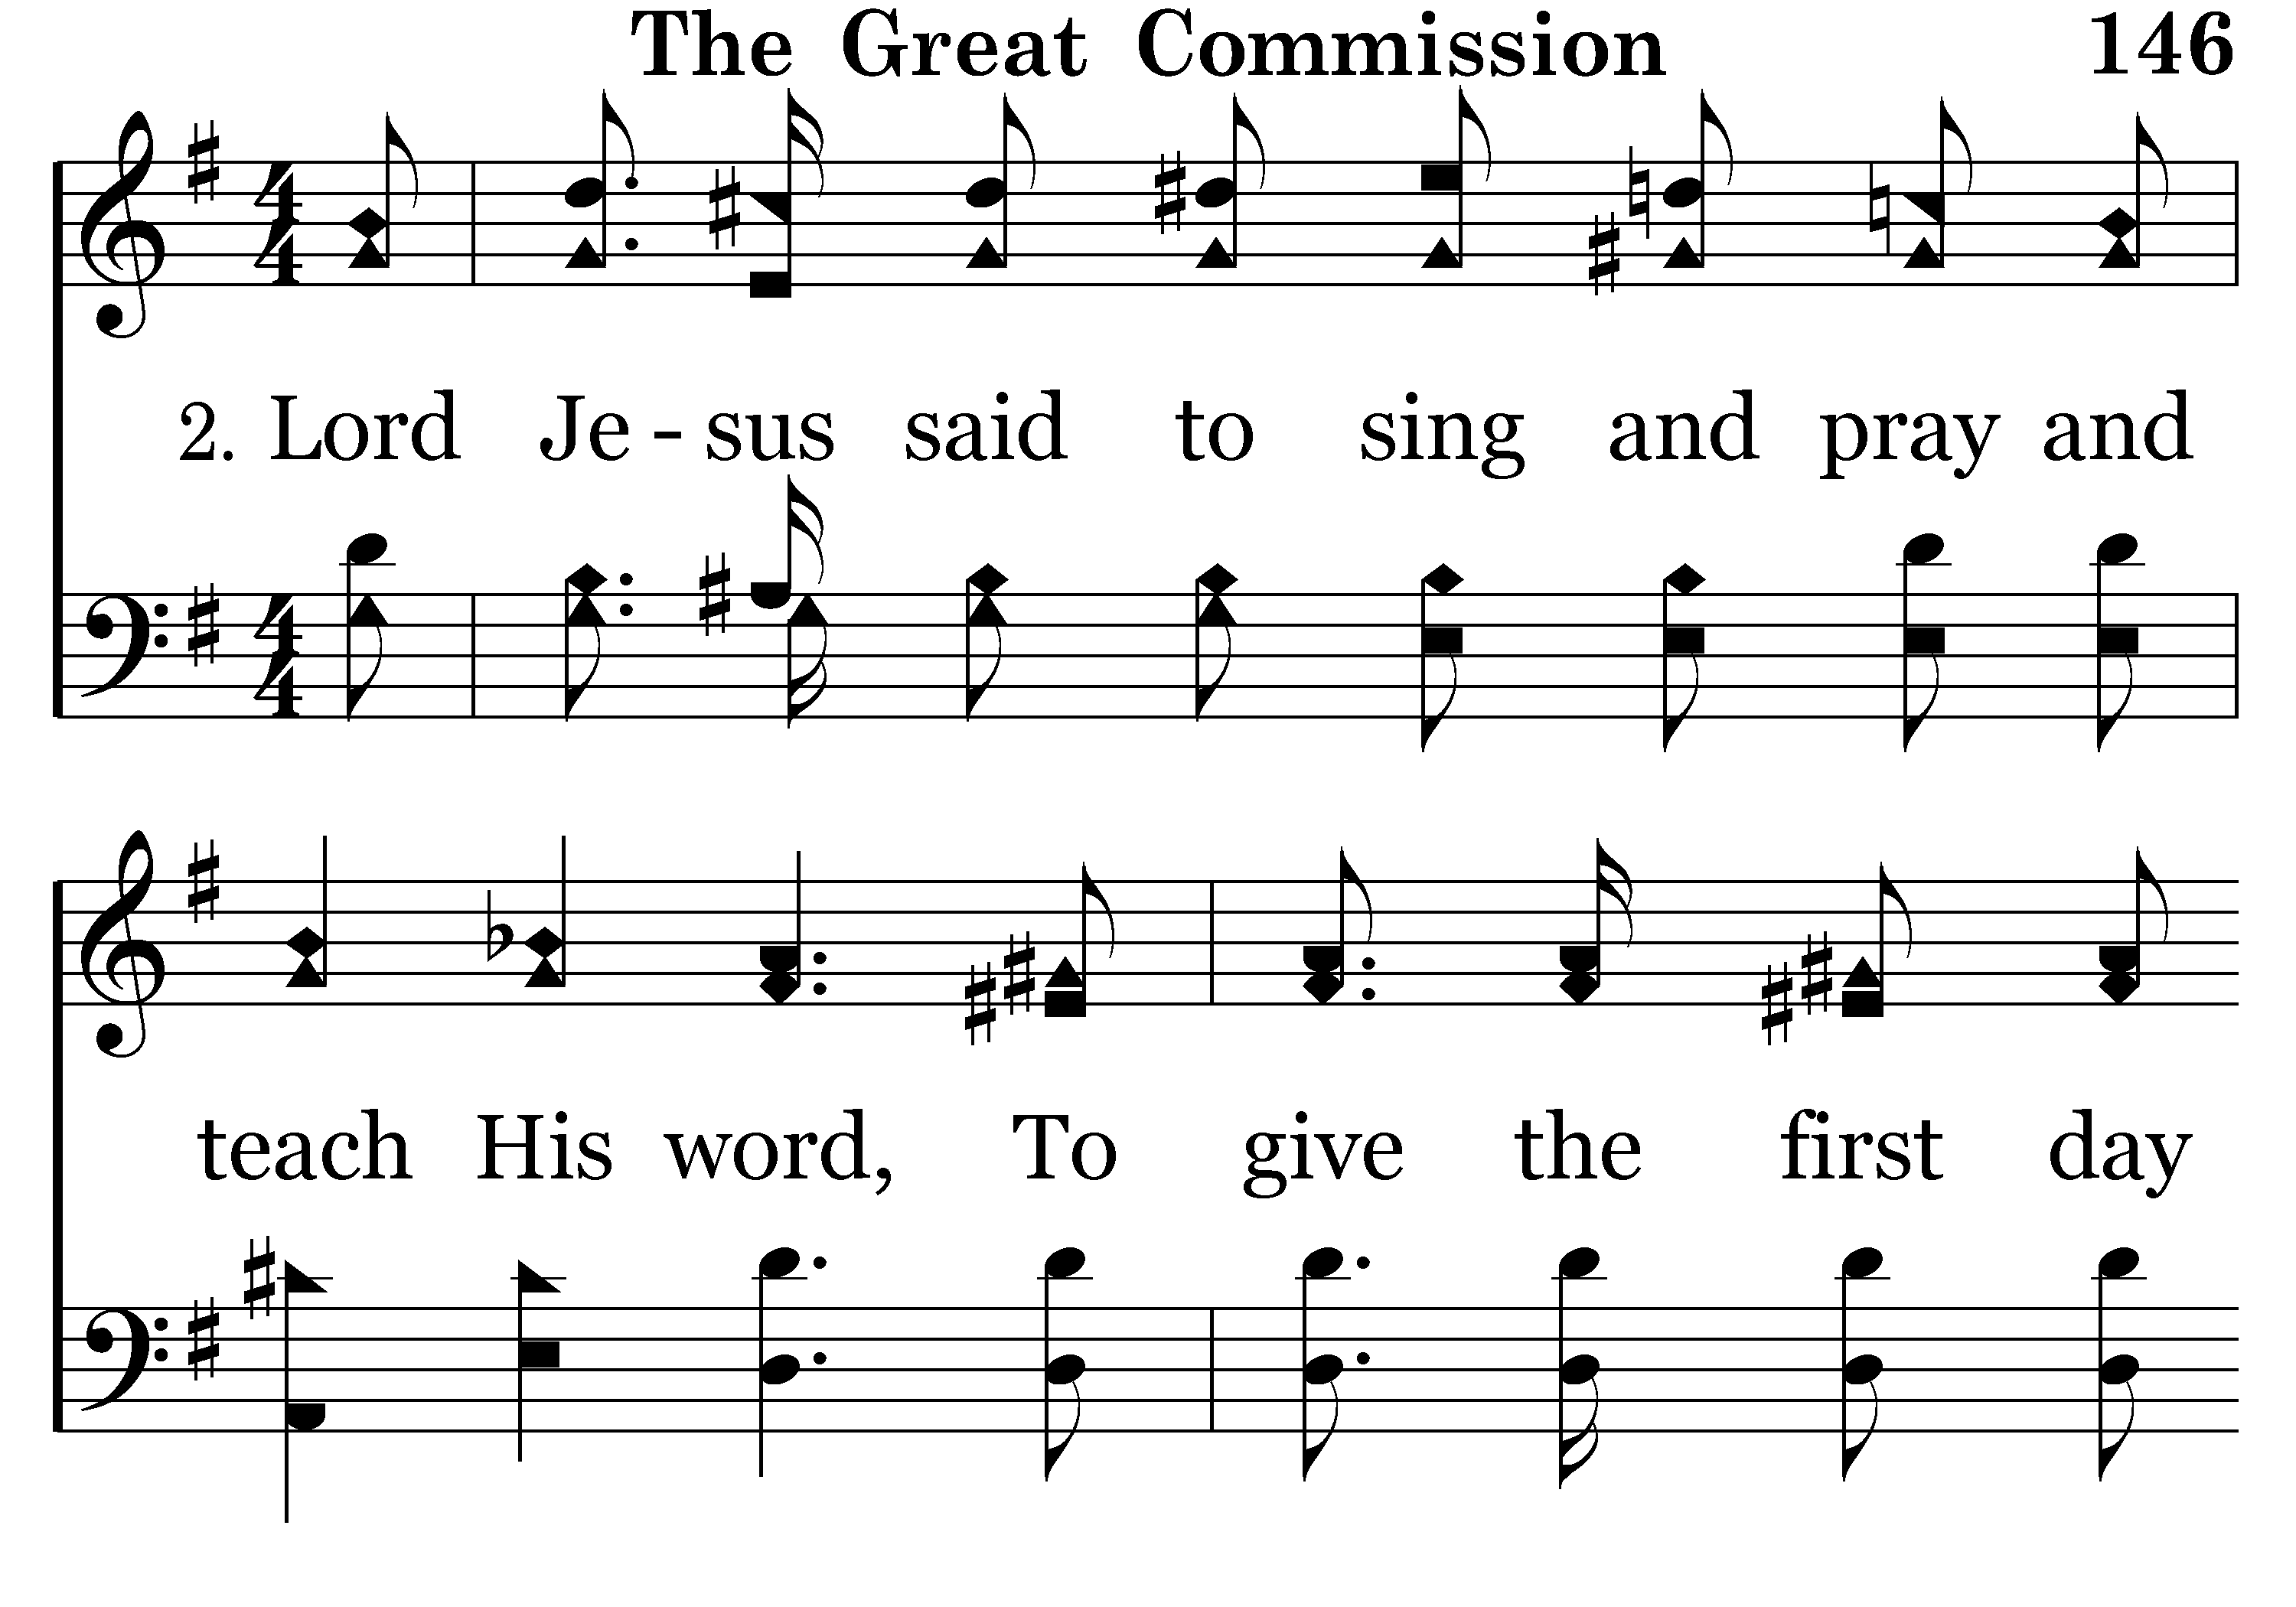 The Great Commission 146
2. Lord Je - sus said to sing and pray and
teach His word, To give the first day